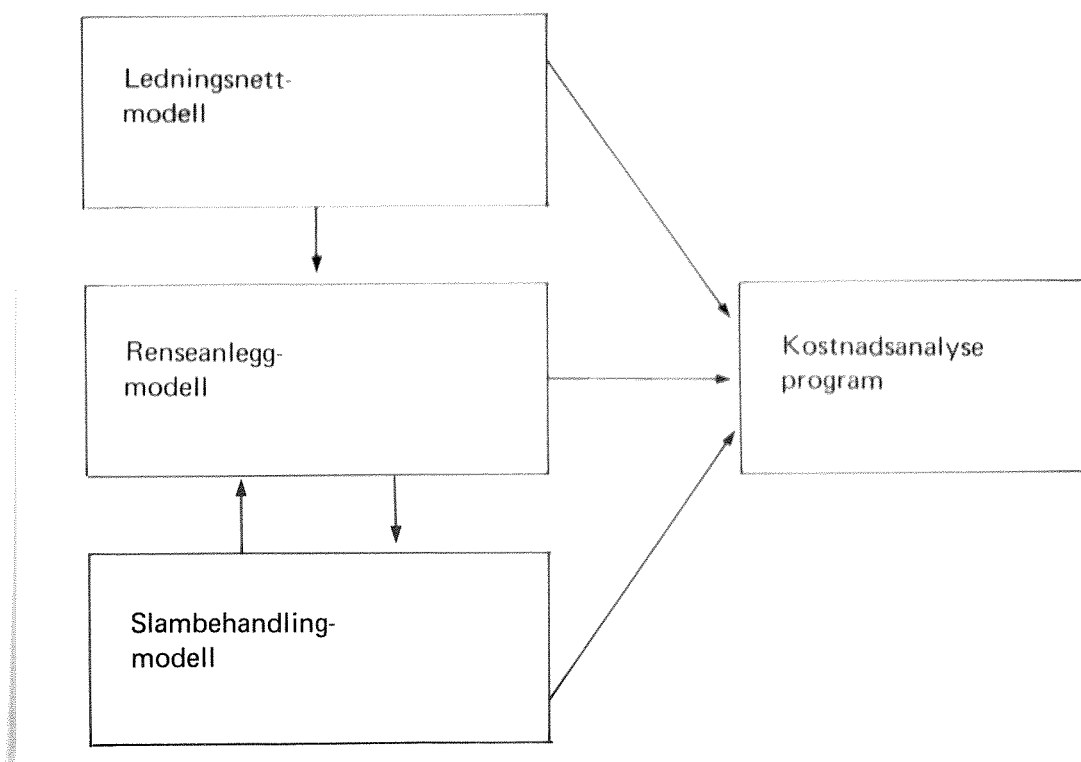 Ledningsnett-
modell
Renseanlegg-
modell
Kostnadsanalyse
program
Slambehandling-
modell